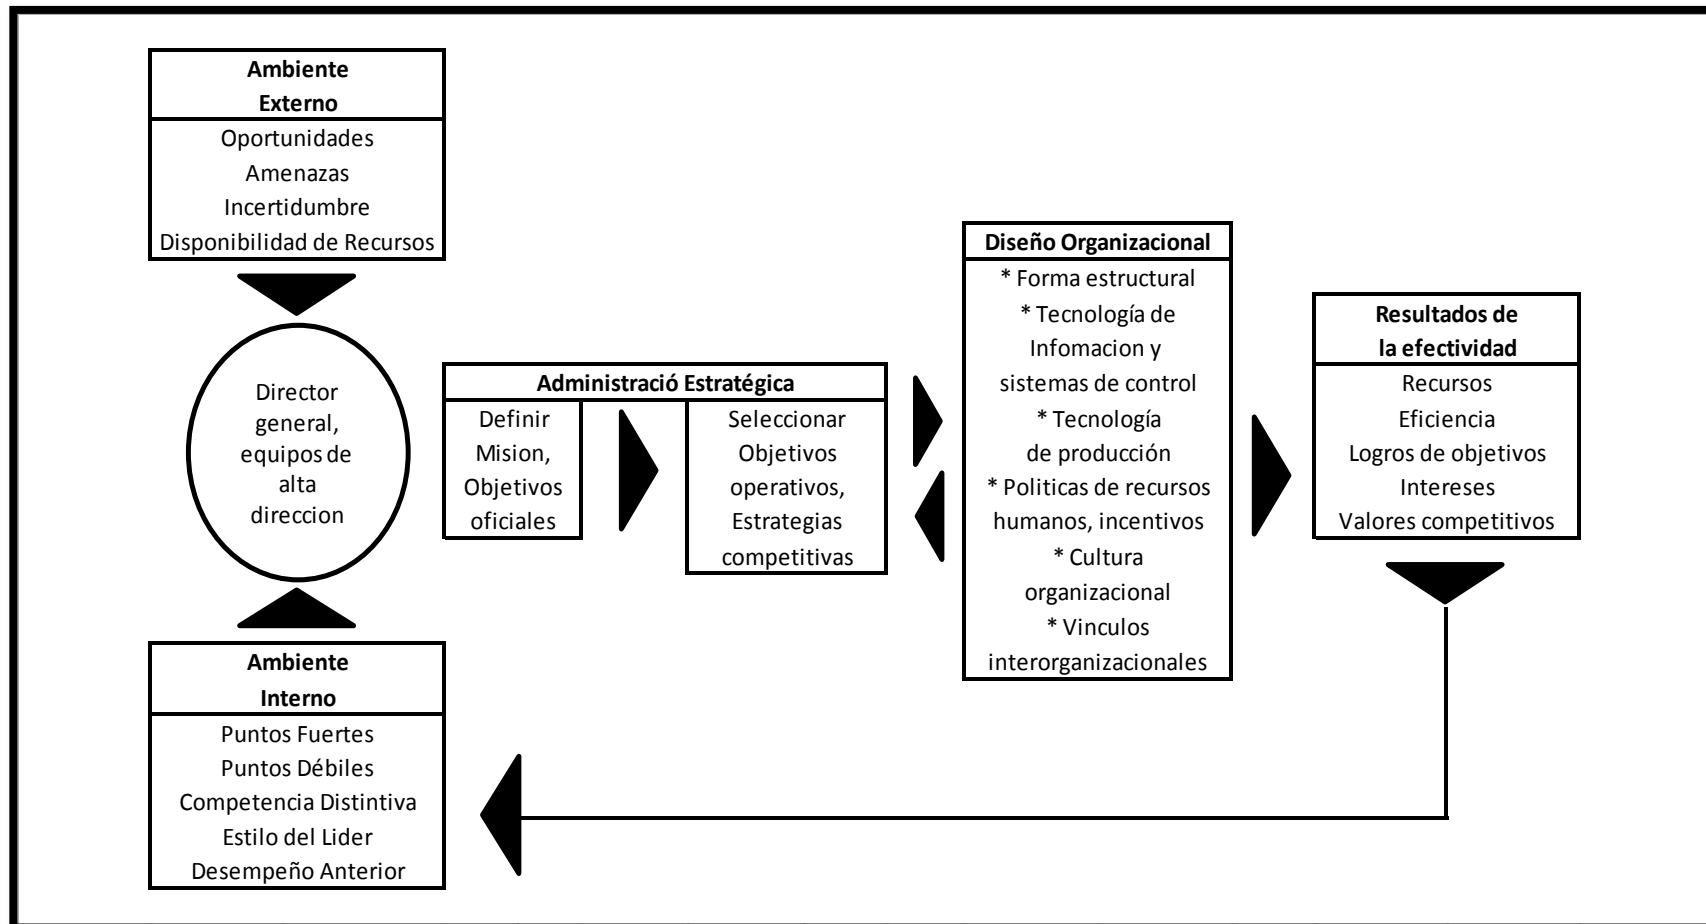 Ambiente
Externo
Oportunidades
Amenazas
Incertidumbre
Disponibilidad de Recursos
Director
general,
equipos de
alta
direccion
Ambiente
Interno
Puntos Fuertes
Puntos Débiles
Competencia Distintiva
Estilo del Lider
Desempeño Anterior
Administració Estratégica
Definir
Mision,
Objetivos
oficiales
Seleccionar
Objetivos
operativos,
Estrategias
competitivas
Diseño Organizacional
* Forma estructural
* Tecnología de
Infomacion y
sistemas de control
* Tecnología
de producción
* Politicas de recursos
humanos, incentivos
* Cultura
organizacional
* Vinculos
interorganizacionales
Resultados de
la efectividad
Recursos
Eficiencia
Logros de objetivos
Intereses
Valores competitivos